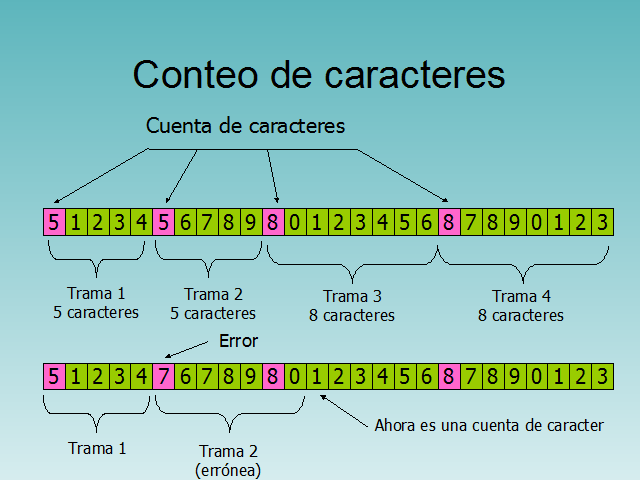 Conteo de caracteres
Cuenta de caracteres
5 1 2 3 4 5 6 7 8 9 8 0 1 2 3 4 5 6 8 7 8 9 0 1 2 3
Trama 1
5 caracteres
Trama 2
5 caracteres
Trama 3
8 caracteres
Trama 4
8 caracteres
Error
5 1 2 3 4 7 6 7 8 9 8 0 1 2 3 4 5 6 8 7 8 9 0 1 2 3
Trama 1
Trama 2
(errónea)
Ahora es una cuenta de caracter